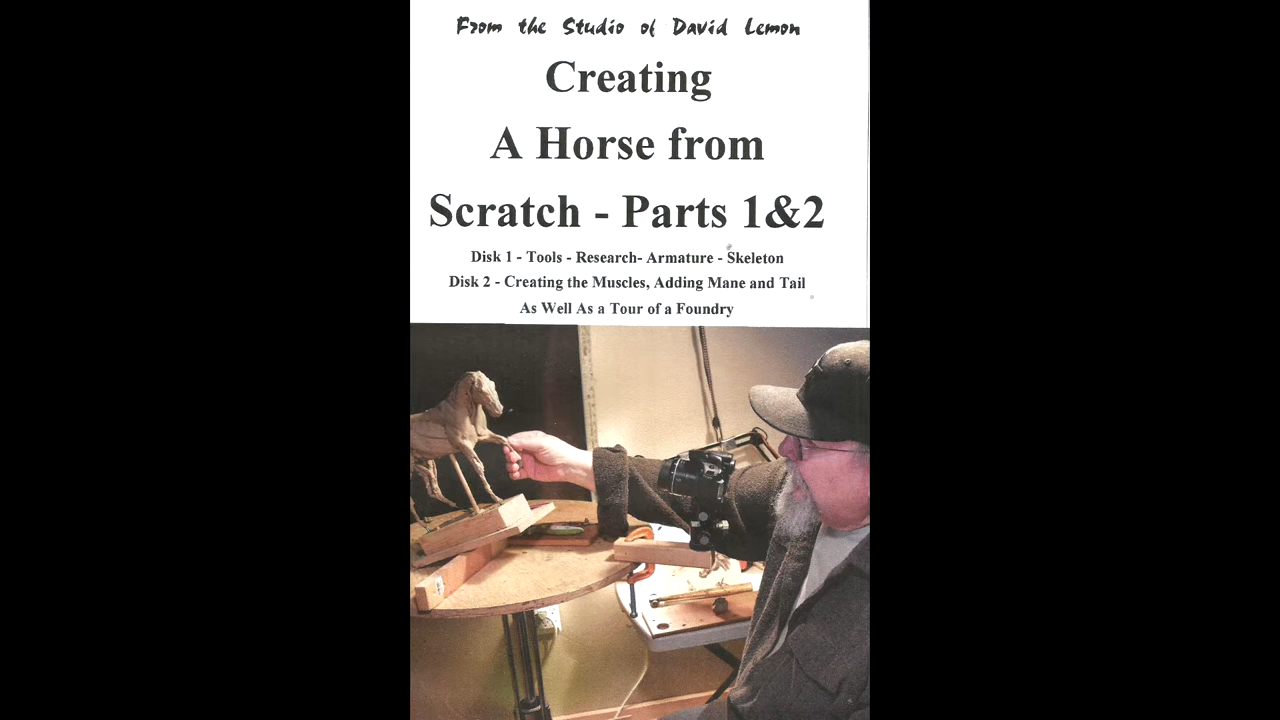 From the Studio of David Lemon
Creating
A Horse from
Scratch - Parts 1&2
Disk 1 - Tools - Research- Armature - Skeleton
Disk 2 - Creating the Muscles, Adding Mane and Tail
As Well As a Tour of a Foundry